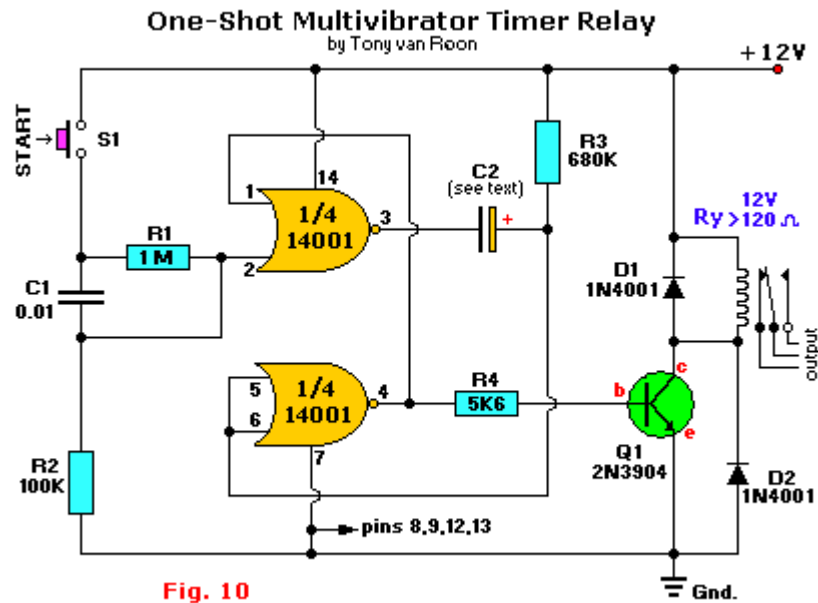 One-Shot Multivibrator Timer Relay
by Tony van Roon
+12V
START →
S1
R3
680K
C2
(see text)
+
14
1
1/4
14001
3
2
12V
Ry > 120 Ω
R1
1 M
C1
0.01
D1
1N4001
output
5
1/4
14001
4
6
7
R4
5K6
b
c
e
Q1
2N3904
R2
100K
D2
1N4001
pins 8,9,12,13
Fig. 10
Gnd.